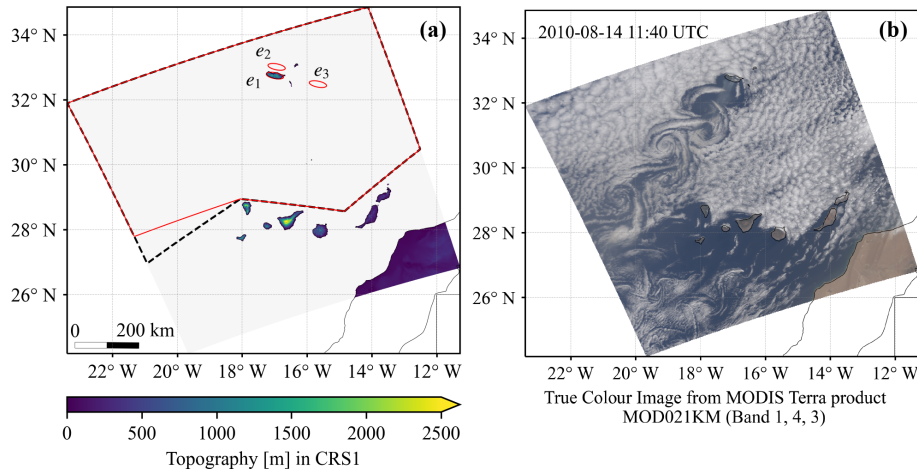 (a)
e2
e1
e3
34° N
32° N
30° N
28° N
26° N
0 200 km
22° W 20° W 18° W 16° W 14° W 12° W
0 500 1000 1500 2000 2500
Topography [m] in CRS1
2010-08-14 11:40 UTC
(b)
34° N
32° N
30° N
28° N
26° N
20° W 18° W 16° W 14° W 12° W
22° W
True Colour Image from MODIS Terra product
MOD021KM (Band 1, 4, 3)